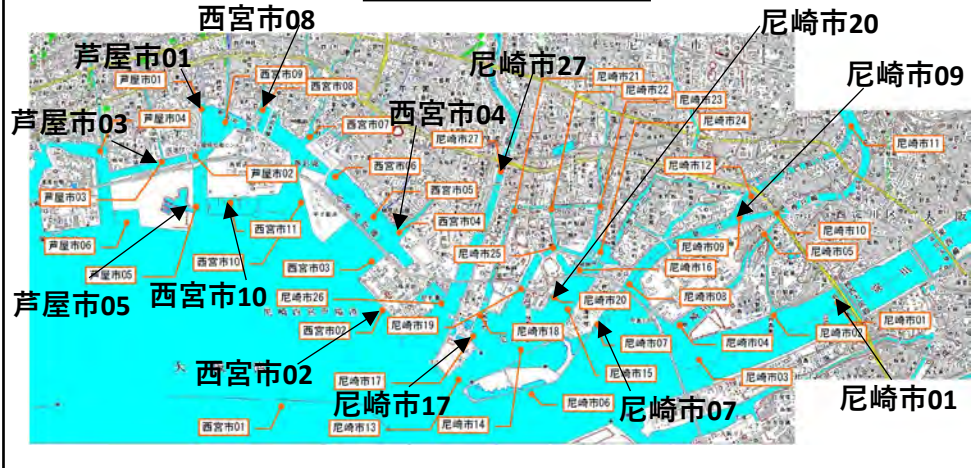 西宮市08
尼崎市20
芦屋市01
尼崎市27
尼崎市09
芦屋市03
西宮市04
芦屋市01
西宮市09
西宮市08
芦屋市04
西宮市07
尼崎市21
尼崎市22
尼崎市23
尼崎市24
尼崎市27
尼崎市11
尼崎市12
西宮市06
芦屋市02
芦屋市03
西宮市05
西宮市04
西宮市11
尼崎市10
芦屋市06
尼崎市25
尼崎市09
尼崎市05
西宮市10
西宮市03
芦屋市05
尼崎市16
尼崎市08
芦屋市05
西宮市10
尼崎市26
尼崎市20
西宮市02
尼崎市19
尼崎市18
尼崎市07
尼崎市04
尼崎市02
尼崎市01
西宮市02
尼崎市17
尼崎市15
尼崎市03
尼崎市17
尼崎市06
尼崎市07
尼崎市01
西宮市01
尼崎市13
尼崎市14